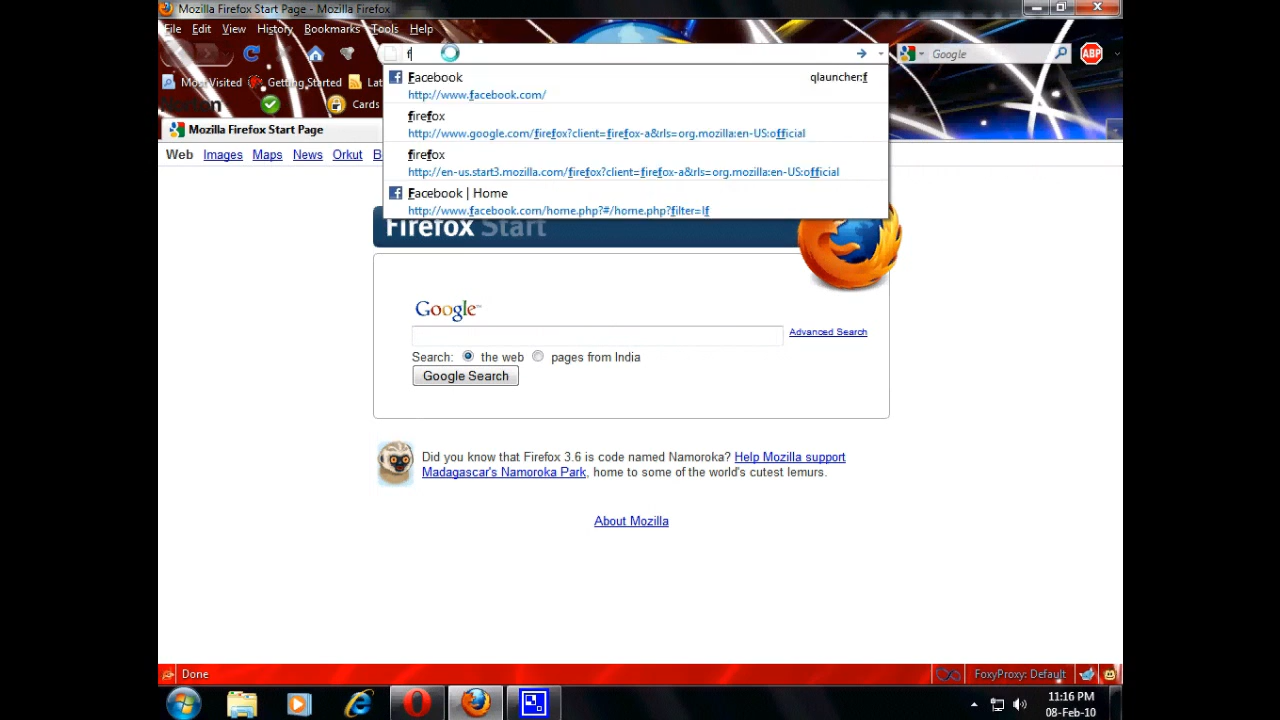 Mozilla Firefox Start Page - Mozilla Firefox
File Edit View History Bookmarks Tools Help
f
Google
ABP
Most Visited Getting Started Lat
Norton Cards
Facebook qlauncher:f
http://www.facebook.com/
firefox
http://www.google.com/firefox?client=firefox-a&rls=org.mozilla:en-US:official
firefox
http://en-us.start3.mozilla.com/firefox?client=firefox-a&rls=org.mozilla:en-US:official
Facebook | Home
http://www.facebook.com/home.php?#/home.php?filter=lf
Mozilla Firefox Start Page
Web Images Maps News Orkut B
Firefox Start
Google™
Advanced Search
Search: the web pages from India
Google Search
Did you know that Firefox 3.6 is code named Namoroka? Help Mozilla support
Madagascar's Namoroka Park, home to some of the world's cutest lemurs.
About Mozilla
Done FoxyProxy: Default
11:16 PM
08-Feb-10